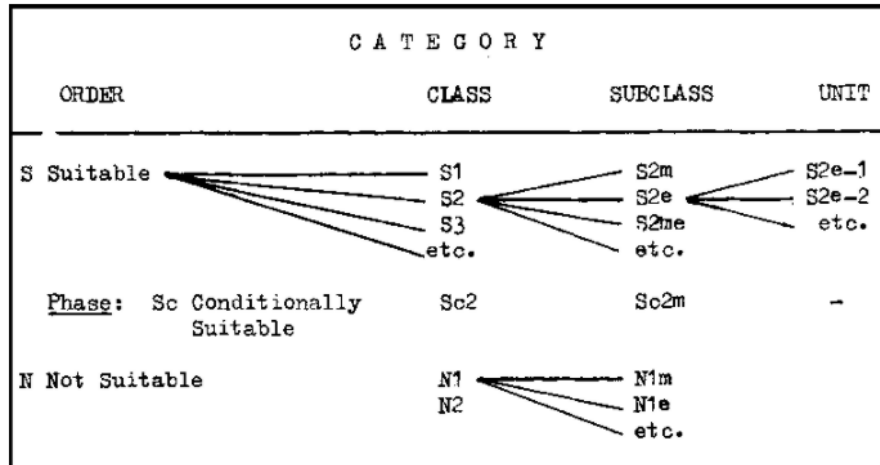 C A T E G O R Y
ORDER CLASS SUBCLASS UNIT
S Suitable S1 S2m S2e-1
S2 S2e S2e-2
S3 S2me etc.
etc. etc.
Phase: Sc Conditionally Sc2 Sc2m -
Suitable
N Not Suitable N1 N1m
N2 N1e
etc.